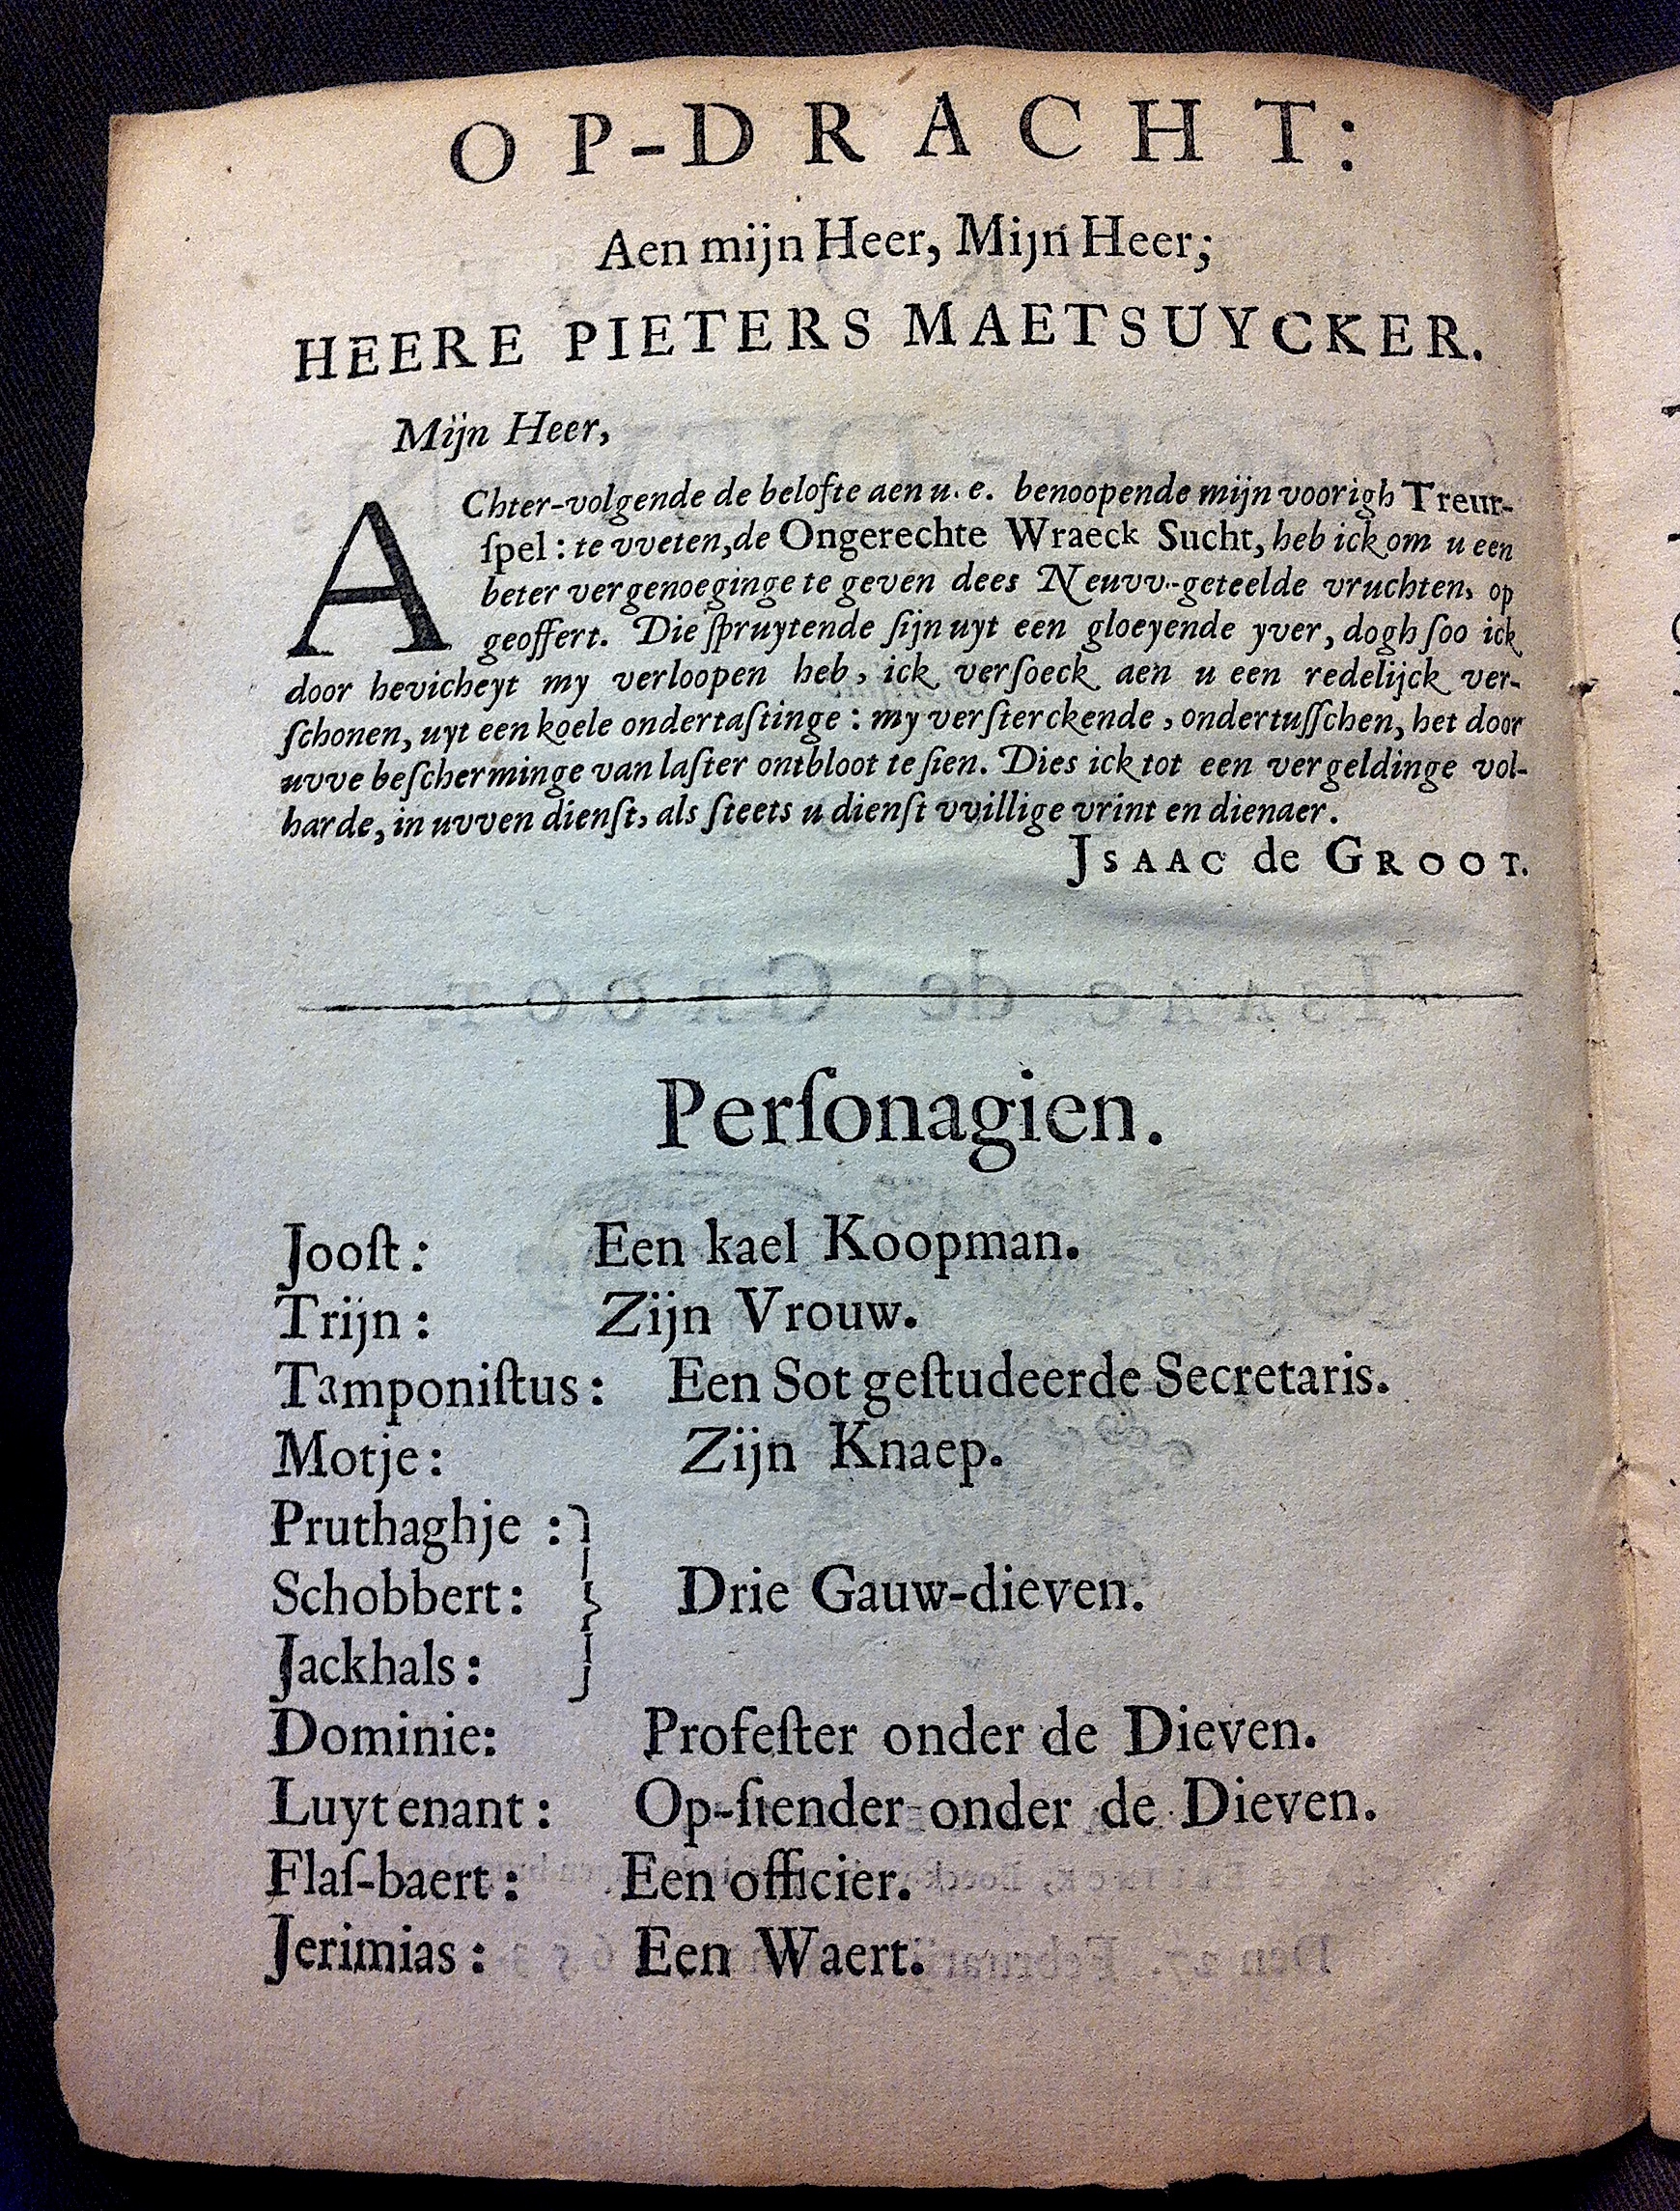 OP-DRACHT:
Aen mijn Heer, Mijn Heer;
HEERE PIETERS MAETSUYCKER.
Mijn Heer,
AChter-volgende de belofte aen u. e. benoopende mijn voorigh Treur-
ſpel: te vveten, de Ongerechte Wraeck Sucht, heb ick om u een
beter vergenoeginge te geven dees Neuvv-geteelde vruchten, op
geoffert. Die ſpruytende ſijn uyt een gloeyende yver, dogh ſoo ick
door hevicheyt my verloopen heb, ick verſoeck aen u een redelijck ver-
ſchonen, uyt een koele ondertaſtinge: my verſterckende, ondertuſſchen, het door
uvve beſcherminge van laſter ontbloot te ſien. Dies ick tot een vergeldinge vol-
harde, in uvven dienſt, als ſteets u dienſt vvillige vrint en dienaer.
JSAAC de GROOT.
Perſonagien.
Jooſt: Een kael Koopman.
Trijn: Zijn Vrouw.
Tamponiſtus: Een Sot geſtudeerde Secretaris.
Motje: Zijn Knaep.
Pruthaghje:
Schobbert: } Drie Gauw-dieven.
Jackhals:
Dominie: Profeſter onder de Dieven.
Luytenant: Op-ſiender onder de Dieven.
Flaſ-baert: Een officier.
Jerimias: Een Waert.